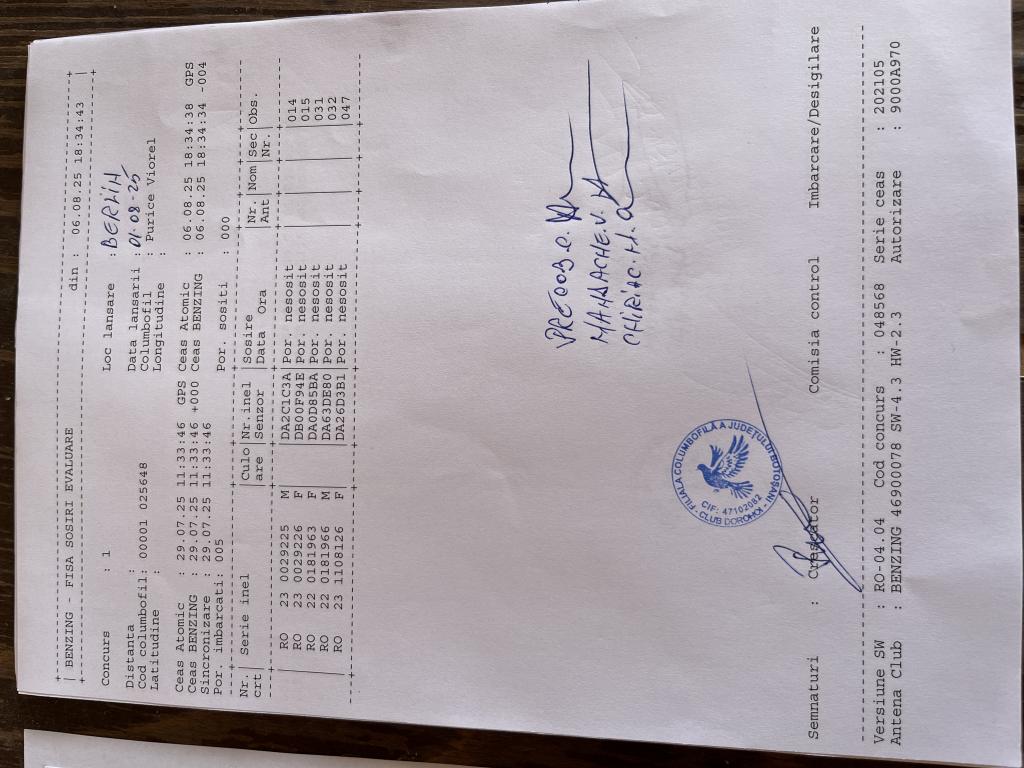 BENZING - FISA SOSIRI EVALUARE din : 06.08.25 18:34:43
Concurs : 1 Loc lansare : BERLIN
Distanta : Data lansarii : 01-08-25
Cod columbofil: 00001 025648 Columbofil : Purice Viorel
Latitudine : Longitudine :
Ceas Atomic : 29.07.25 11:33:46 GPS Ceas Atomic : 06.08.25 18:34:38 GPS
Ceas BENZING : 29.07.25 11:33:46 +000 Ceas BENZING : 06.08.25 18:34:34 -004
Sincronizare : 29.07.25 11:33:46
Por. imbarcati: 005 Por. sositi : 000
Nr. | Serie inel | Culo | Nr.inel | Sosire | Nr. | Nom | Sec | Obs.
crt | | are | Senzor | Data Ora | Ant | | Nr. |
RO 23 0029225 M | DA2C1C3A | Por. nesosit | 014
RO 23 0029226 F | DB00F94E | Por. nesosit | 015
RO 22 0181963 F | DA0D85BA | Por. nesosit | 031
RO 22 0181966 M | DA63DE80 | Por. nesosit | 032
RO 23 1108126 F | DA26D3B1 | Por. nesosit | 047
MANDACHE.V.
CHIRIAC.M.
FILIALA COLUMBOFILĂ A JUDEŢULUI BOTOŞANI
CIF: 47102082
- CLUB DOROHOI -
Semnaturi : Crescator Comisia control Imbarcare/Desigilare
Versiune SW : RO-04.04 Cod concurs : 048568 Serie ceas : 202105
Antena Club : BENZING 46900078 SW-4.3 HW-2.3 Autorizare : 9000A970